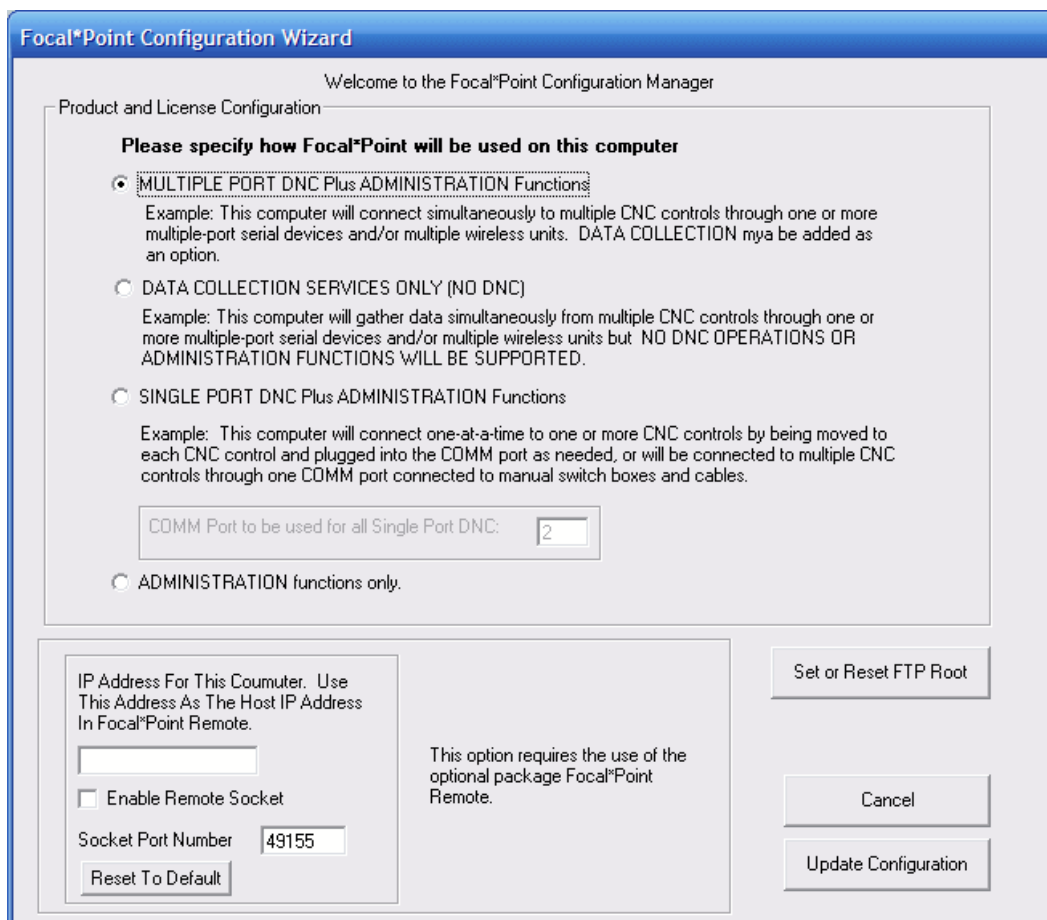 Focal*Point Configuration Wizard
Welcome to the Focal*Point Configuration Manager
Product and License Configuration
Please specify how Focal*Point will be used on this computer
MULTIPLE PORT DNC Plus ADMINISTRATION Functions
Example: This computer will connect simultaneously to multiple CNC controls through one or more
multiple-port serial devices and/or multiple wireless units.  DATA COLLECTION mya be added as
an option.
DATA COLLECTION SERVICES ONLY (NO DNC)
Example: This computer will gather data simultaneously from multiple CNC controls through one or
more multiple-port serial devices and/or multiple wireless units but  NO DNC OPERATIONS OR
ADMINISTRATION FUNCTIONS WILL BE SUPPORTED.
SINGLE PORT DNC Plus ADMINISTRATION Functions
Example:  This computer will connect one-at-a-time to one or more CNC controls by being moved to
each CNC control and plugged into the COMM port as needed, or will be connected to multiple CNC
controls through one COMM port connected to manual switch boxes and cables.
COMM Port to be used for all Single Port DNC: 2
ADMINISTRATION functions only.
IP Address For This Coumuter.  Use
This Address As The Host IP Address
In Focal*Point Remote.
Enable Remote Socket
Socket Port Number 49155
Reset To Default
This option requires the use of the
optional package Focal*Point
Remote.
Set or Reset FTP Root
Cancel
Update Configuration